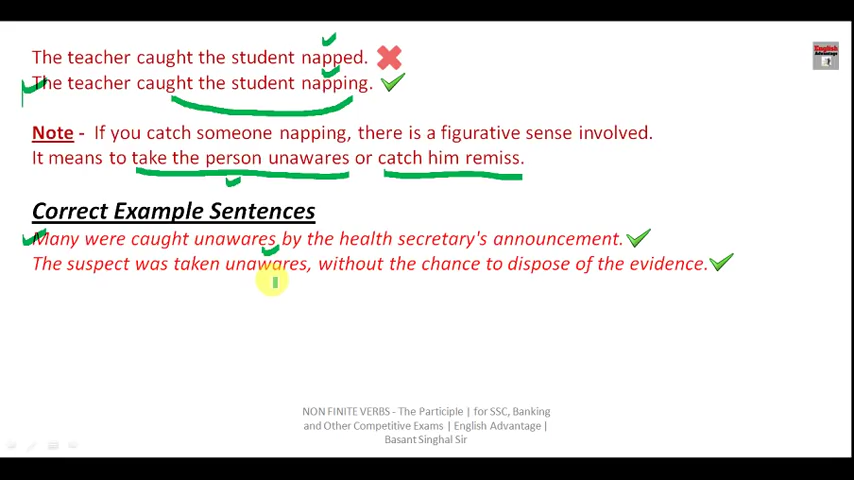 The teacher caught the student napped.
The teacher caught the student napping.
Note - If you catch someone napping, there is a figurative sense involved.
It means to take the person unawares or catch him remiss.
Correct Example Sentences
Many were caught unawares by the health secretary's announcement.
The suspect was taken unawares, without the chance to dispose of the evidence.
English
Advantage
NON FINITE VERBS - The Participle | for SSC, Banking
and Other Competitive Exams | English Advantage |
Basant Singhal Sir